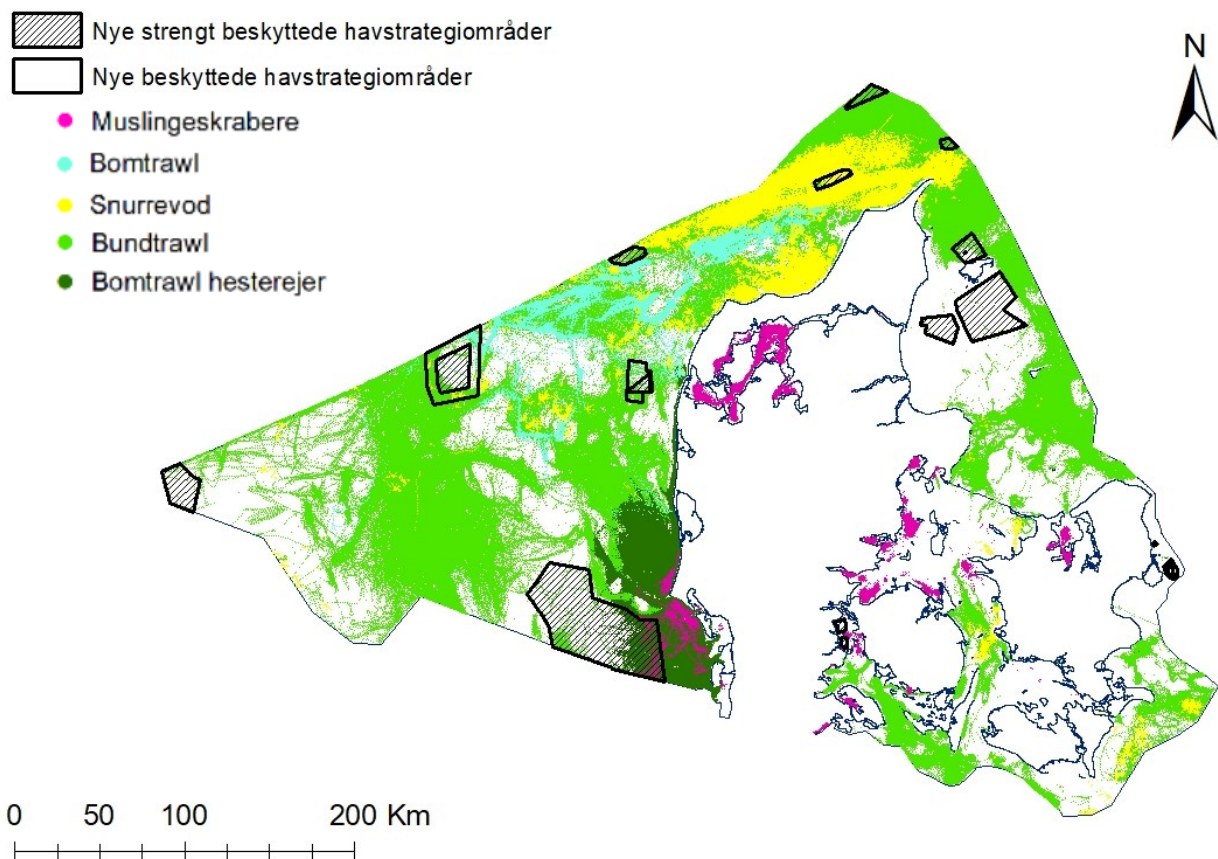 Nye strengt beskyttede havstrategiområder
Nye beskyttede havstrategiområder
Muslingeskrabere
Bomtrawl
Snurrevod
Bundtrawl
Bomtrawl hesterejer
N
0 50 100 200 Km